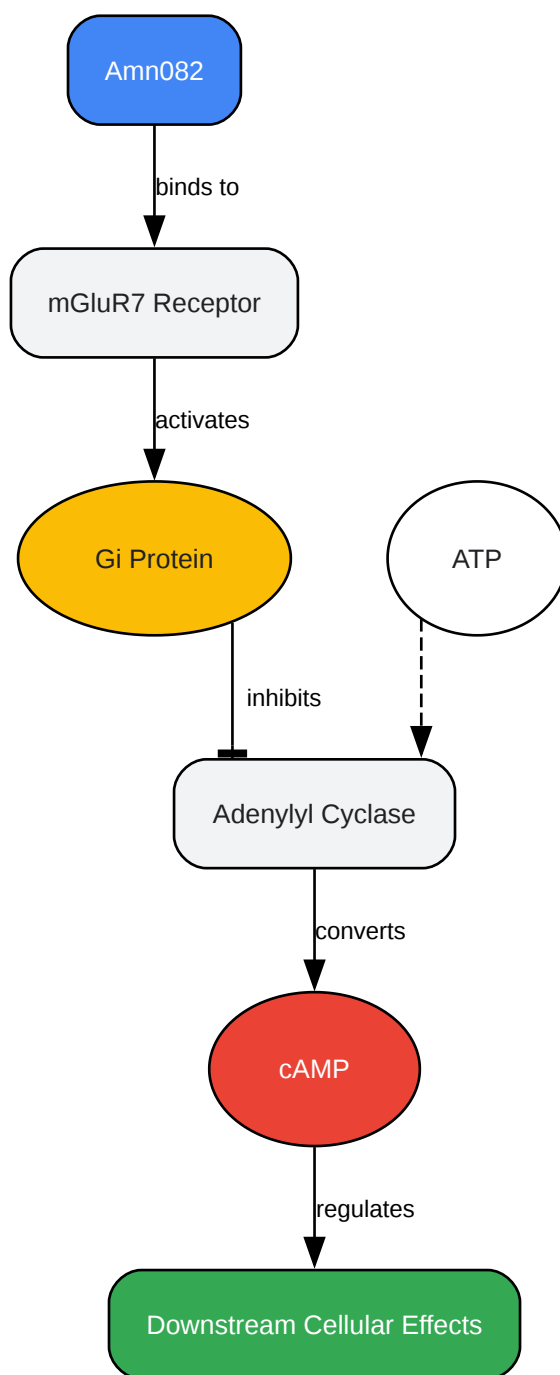 Amn082
binds to
mGluR7 Receptor
activates
Gi Protein
ATP
inhibits
Adenylyl Cyclase
converts
cAMP
regulates
Downstream Cellular Effects